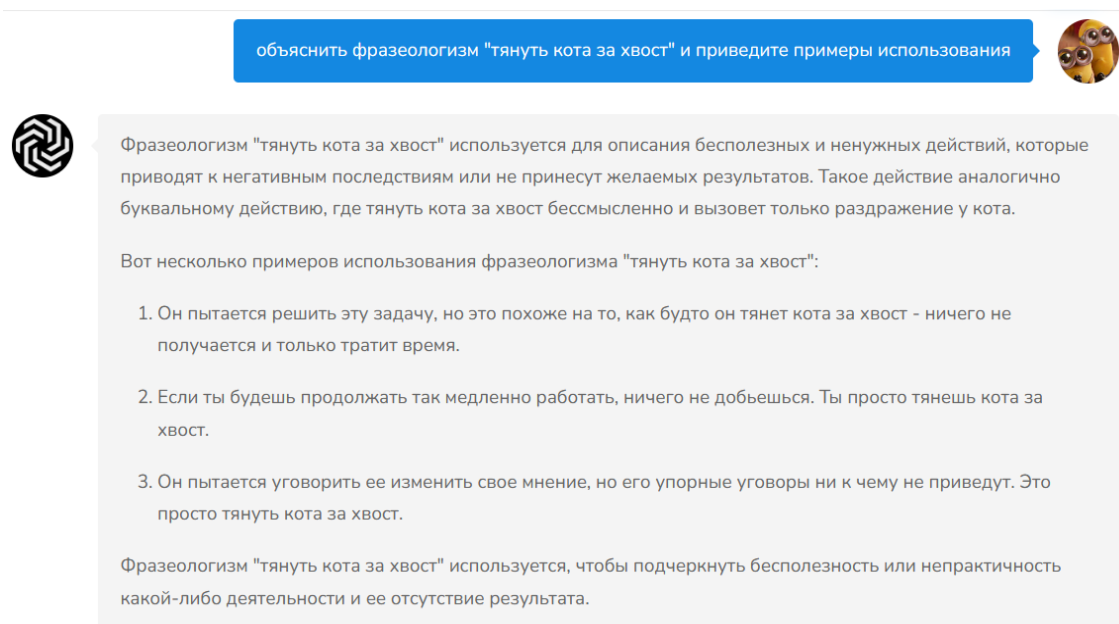 объяснить фразеологизм "тянуть кота за хвост" и приведите примеры использования
Фразеологизм "тянуть кота за хвост" используется для описания бесполезных и ненужных действий, которые
приводят к негативным последствиям или не принесут желаемых результатов. Такое действие аналогично
буквальному действию, где тянуть кота за хвост бессмысленно и вызовет только раздражение у кота.
Вот несколько примеров использования фразеологизма "тянуть кота за хвост":
1. Он пытается решить эту задачу, но это похоже на то, как будто он тянет кота за хвост - ничего не
получается и только тратит время.
2. Если ты будешь продолжать так медленно работать, ничего не добьешься. Ты просто тянешь кота за
хвост.
3. Он пытается уговорить ее изменить свое мнение, но его упорные уговоры ни к чему не приведут. Это
просто тянуть кота за хвост.
Фразеологизм "тянуть кота за хвост" используется, чтобы подчеркнуть бесполезность или непрактичность
какой-либо деятельности и ее отсутствие результата.